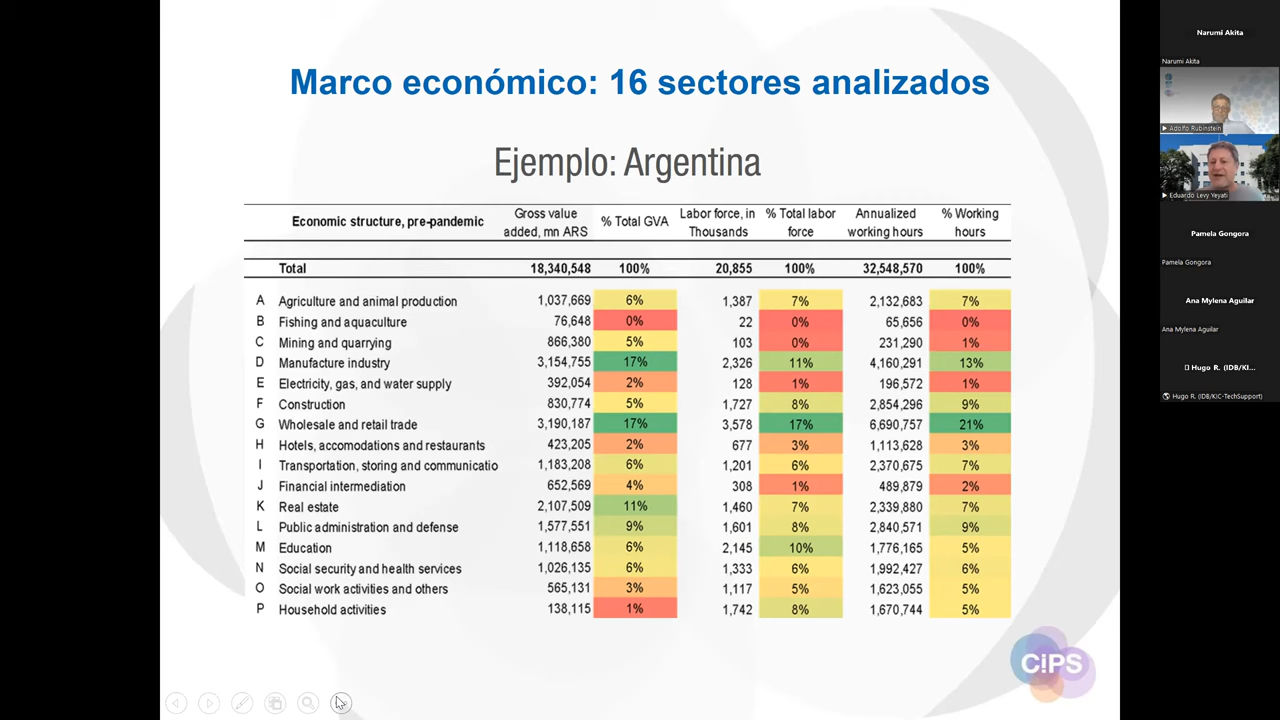 Marco económico: 16 sectores analizados
Ejemplo: Argentina
Economic structure, pre-pandemic Gross value added, mn ARS % Total GVA Labor force, in Thousands % Total labor force Annualized working hours % Working hours
Total 18,340,548 100% 20,855 100% 32,548,570 100%
A Agriculture and animal production 1,037,669 6% 1,387 7% 2,132,683 7%
B Fishing and aquaculture 76,648 0% 22 0% 65,656 0%
C Mining and quarrying 866,380 5% 103 0% 231,290 1%
D Manufacture industry 3,154,755 17% 2,326 11% 4,160,291 13%
E Electricity, gas, and water supply 392,054 2% 128 1% 196,572 1%
F Construction 830,774 5% 1,727 8% 2,854,296 9%
G Wholesale and retail trade 3,190,187 17% 3,578 17% 6,690,757 21%
H Hotels, accomodations and restaurants 423,205 2% 677 3% 1,113,628 3%
I Transportation, storing and communicatio 1,183,208 6% 1,201 6% 2,370,675 7%
J Financial intermediation 652,569 4% 308 1% 489,879 2%
K Real estate 2,107,509 11% 1,460 7% 2,339,880 7%
L Public administration and defense 1,577,551 9% 1,601 8% 2,840,571 9%
M Education 1,118,658 6% 2,145 10% 1,776,165 5%
N Social security and health services 1,026,135 6% 1,333 6% 1,992,427 6%
O Social work activities and others 565,131 3% 1,117 5% 1,623,055 5%
P Household activities 138,115 1% 1,742 8% 1,670,744 5%
CiPS
Narumi Akita
Narumi Akita
Adolfo Rubinstein
Eduardo Levy Yeyati
Pamela Gongora
Pamela Gongora
Ana Mylena Aguilar
Ana Mylena Aguilar
Hugo R. (IDB/KI...
Hugo R. (IDB/KIC-TechSupport)